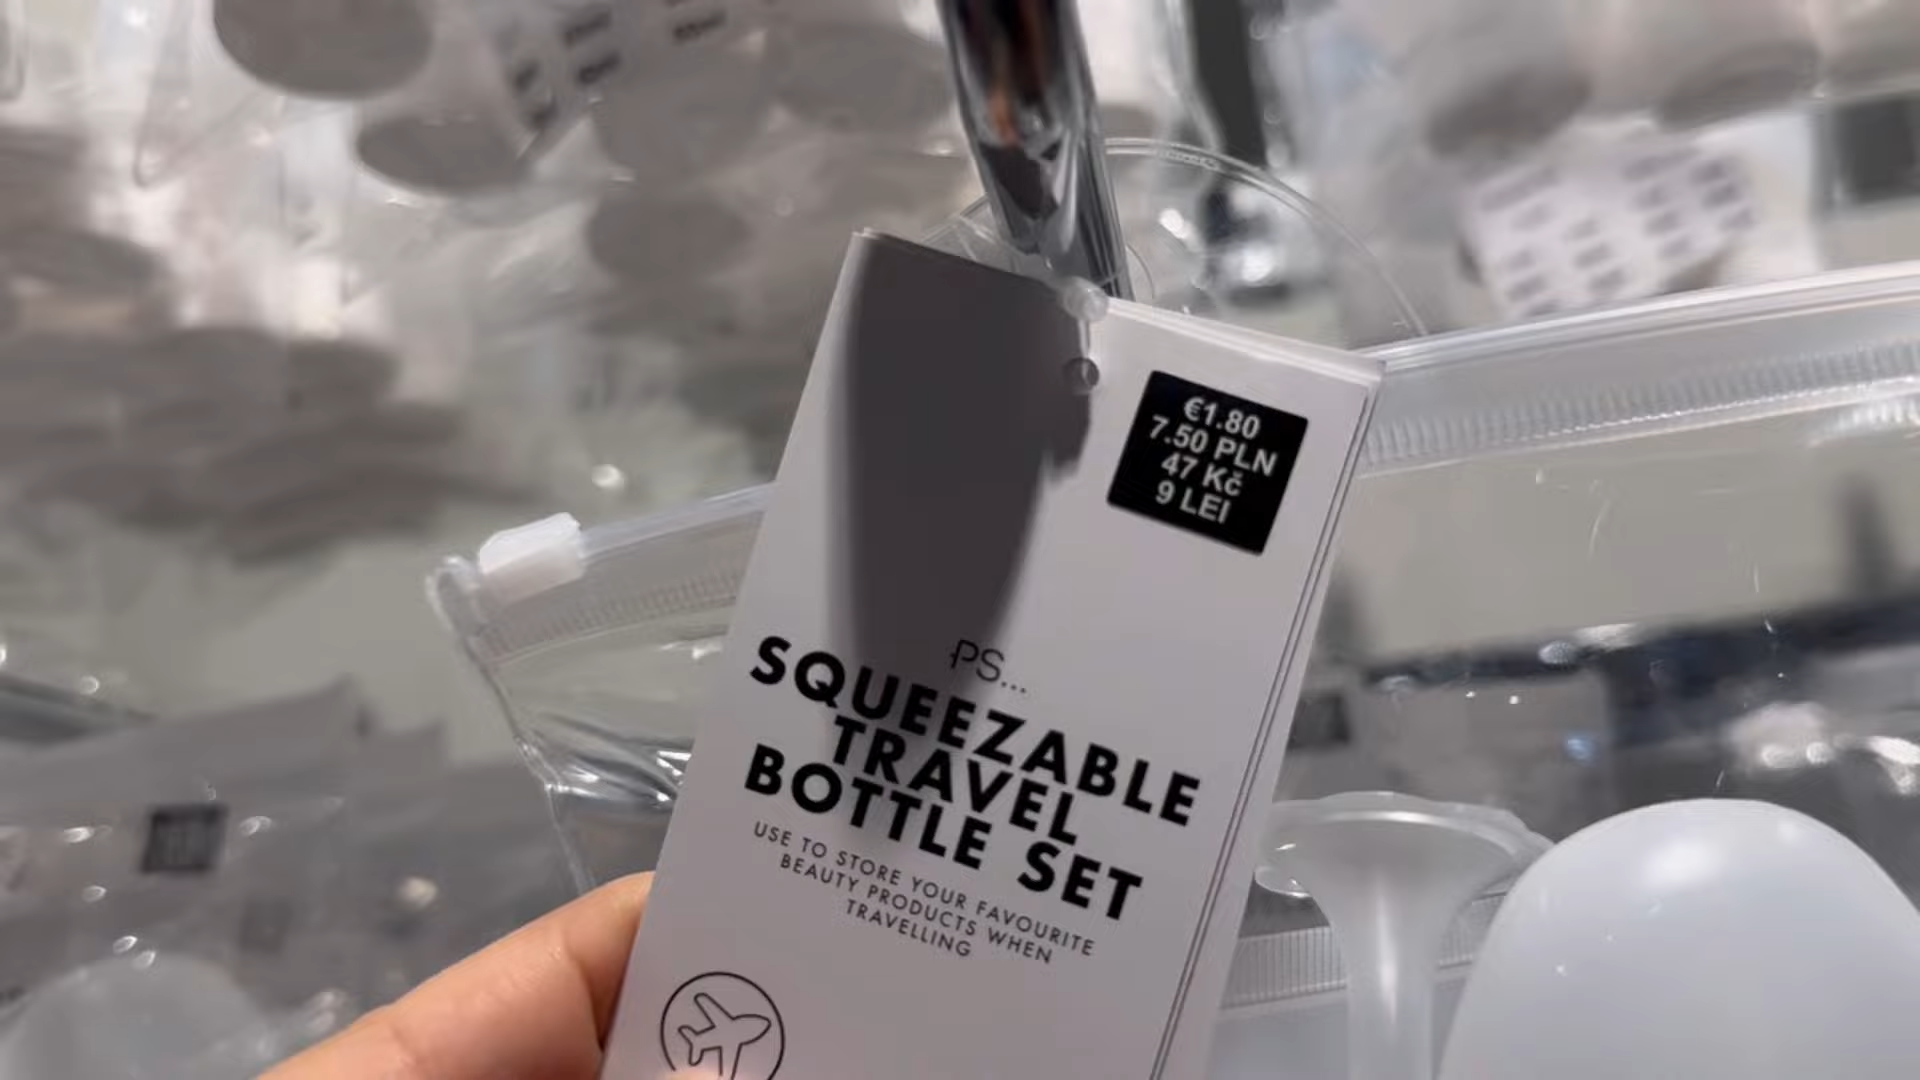 €1.80
7.50 PLN
47 Kč
9 LEI
PS...
SQUEEZABLE
TRAVEL
BOTTLE SET
USE TO STORE YOUR FAVOURITE
BEAUTY PRODUCTS WHEN
TRAVELLING